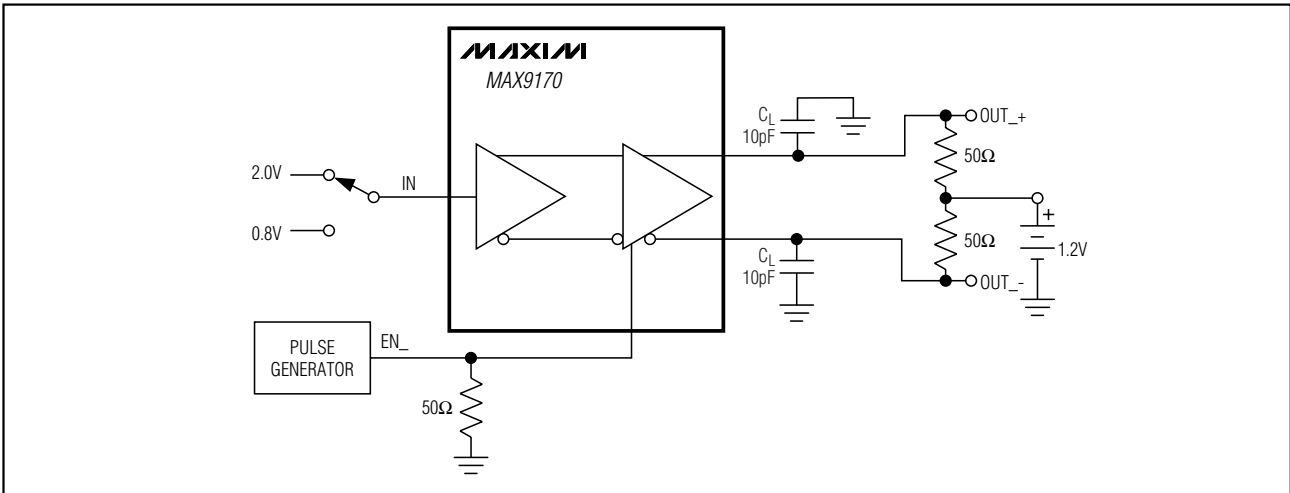 MAXIM
MAX9170
2.0V
0.8V
IN
PULSE
GENERATOR
EN_
50Ω
CL
10pF
CL
10pF
OUT_+
50Ω
50Ω
+
1.2V
OUT_-